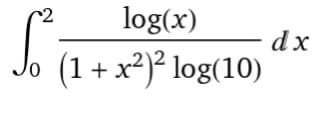 ∫₀² log(x) / ((1 + x²)² log(10)) dx